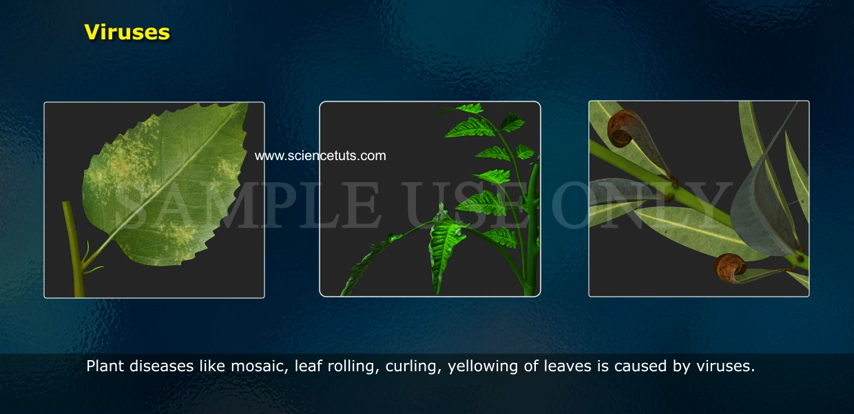 Viruses
www.sciencetuts.com
SAMPLE USE ONLY
Plant diseases like mosaic, leaf rolling, curling, yellowing of leaves is caused by viruses.